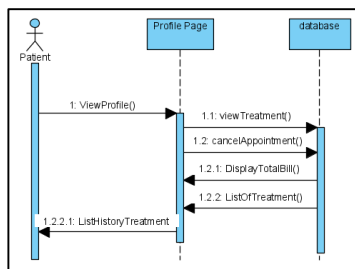 Profile Page
database
Patient
1: ViewProfile()
1.1: viewTreatment()
1.2: cancelAppointment()
1.2.1: DisplayTotalBill()
1.2.2: ListOfTreatment()
1.2.2.1: ListHistoryTreatment